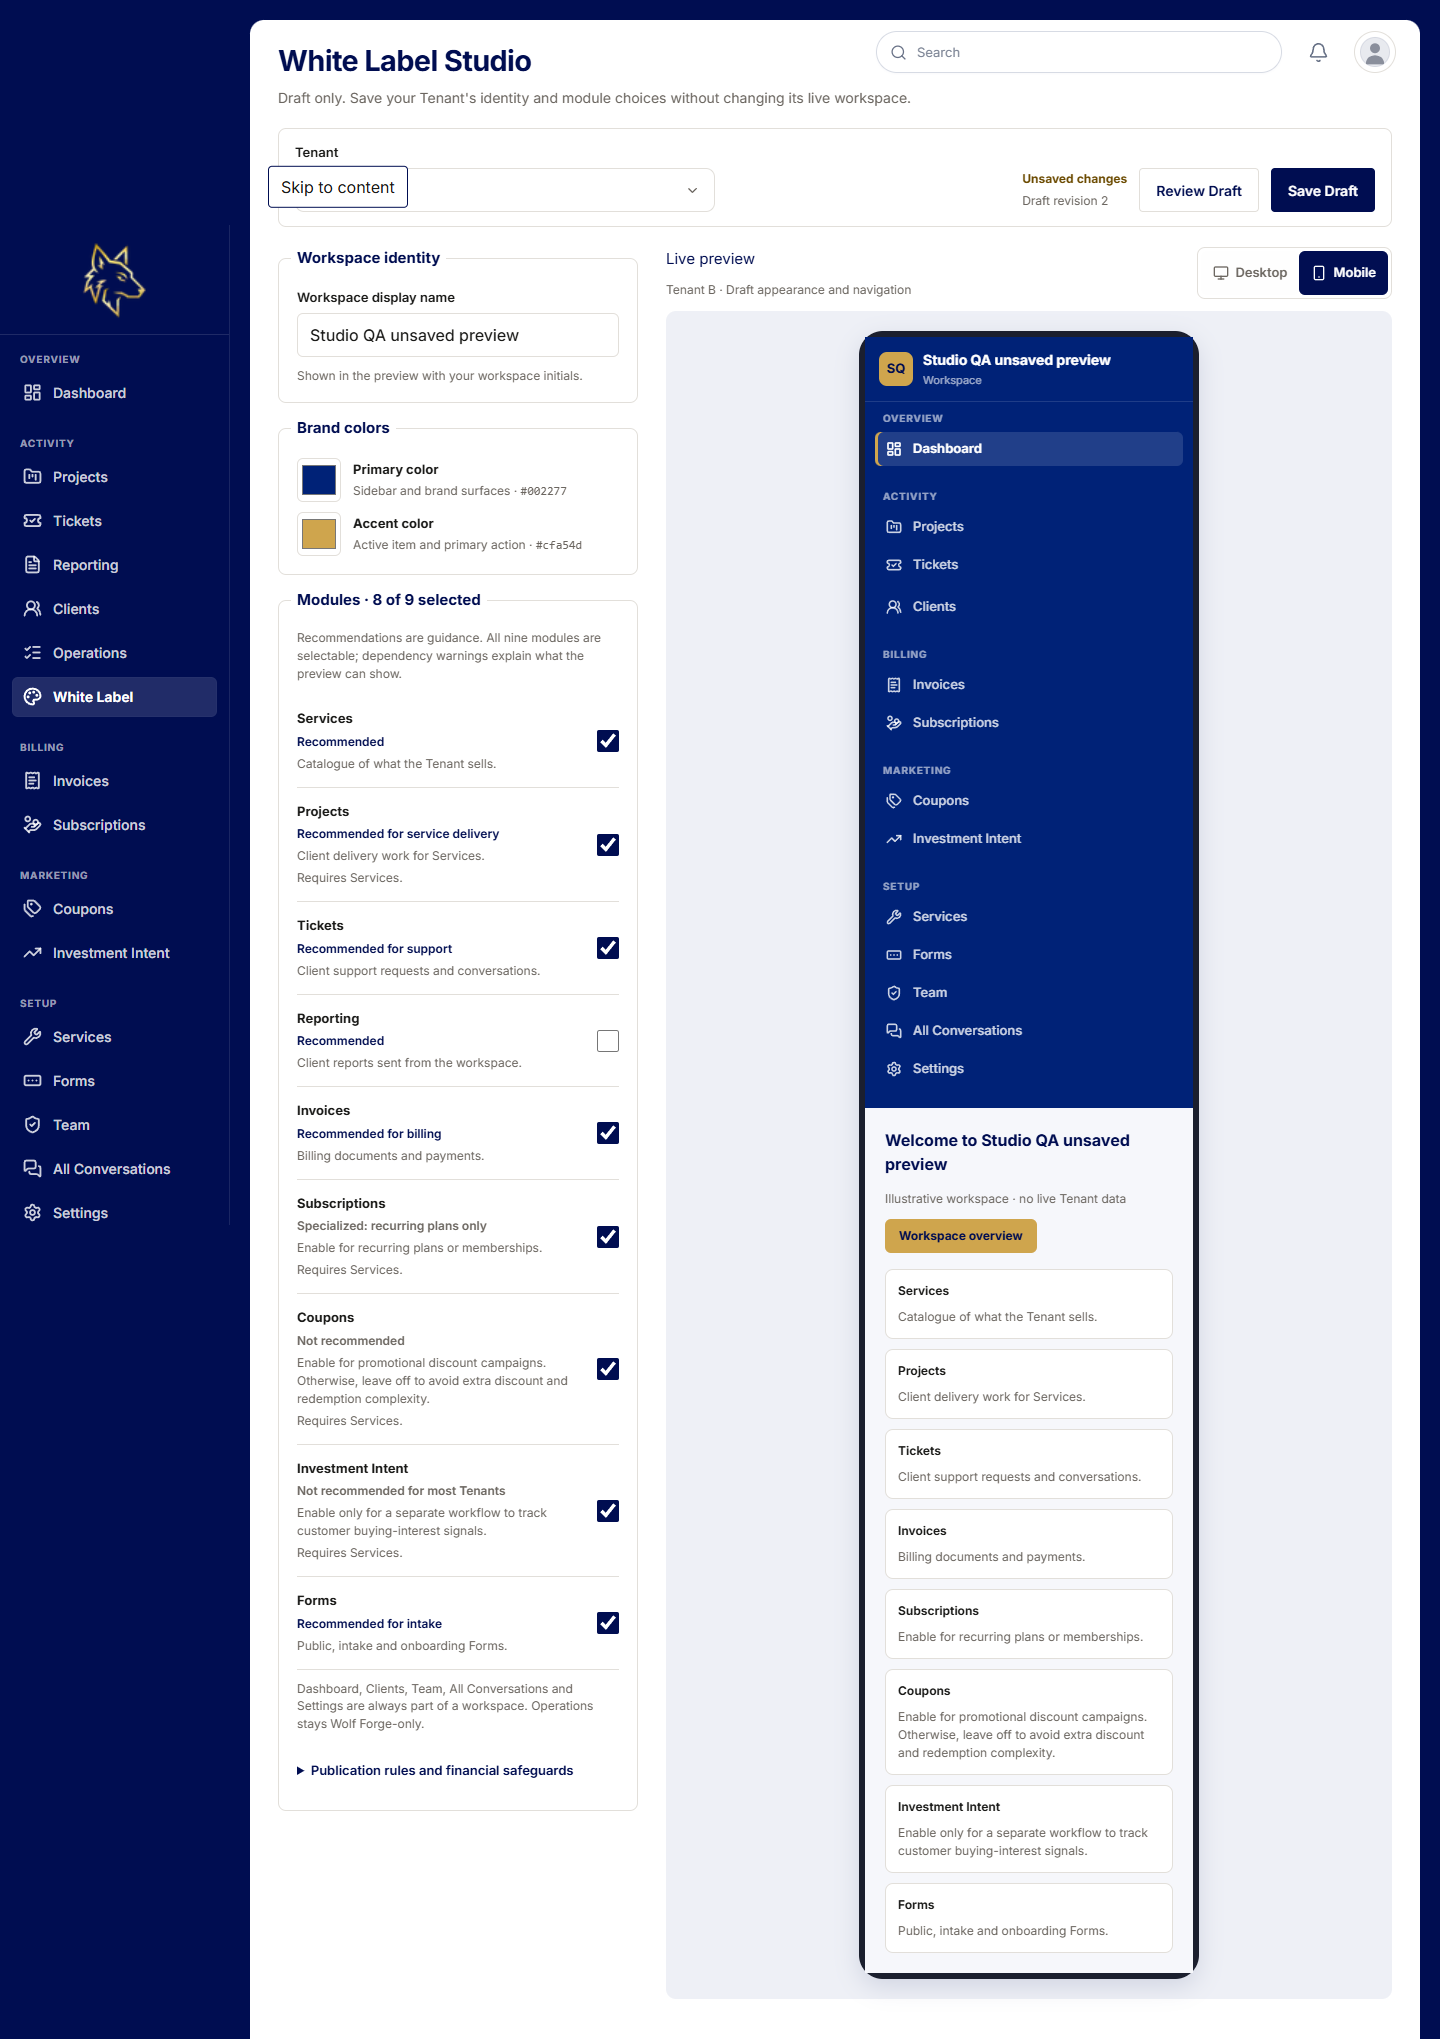 White Label Studio
Search
Draft only. Save your Tenant's identity and module choices without changing its live workspace.
Tenant
Skip to content
Unsaved changes
Draft revision 2
Review Draft
Save Draft
OVERVIEW
Dashboard
ACTIVITY
Projects
Tickets
Reporting
Clients
Operations
White Label
BILLING
Invoices
Subscriptions
MARKETING
Coupons
Investment Intent
SETUP
Services
Forms
Team
All Conversations
Settings
Workspace identity
Workspace display name
Studio QA unsaved preview
Shown in the preview with your workspace initials.
Brand colors
Primary color
Sidebar and brand surfaces · #002277
Accent color
Active item and primary action · #cfa54d
Modules · 8 of 9 selected
Recommendations are guidance. All nine modules are
selectable; dependency warnings explain what the
preview can show.
Services
Recommended
Catalogue of what the Tenant sells.
Projects
Recommended for service delivery
Client delivery work for Services.
Requires Services.
Tickets
Recommended for support
Client support requests and conversations.
Reporting
Recommended
Client reports sent from the workspace.
Invoices
Recommended for billing
Billing documents and payments.
Subscriptions
Specialized: recurring plans only
Enable for recurring plans or memberships.
Requires Services.
Coupons
Not recommended
Enable for promotional discount campaigns.
Otherwise, leave off to avoid extra discount and
redemption complexity.
Requires Services.
Investment Intent
Not recommended for most Tenants
Enable only for a separate workflow to track
customer buying-interest signals.
Requires Services.
Forms
Recommended for intake
Public, intake and onboarding Forms.
Dashboard, Clients, Team, All Conversations and
Settings are always part of a workspace. Operations
stays Wolf Forge-only.
Publication rules and financial safeguards
Live preview
Tenant B · Draft appearance and navigation
Desktop
Mobile
SQ
Studio QA unsaved preview
Workspace
OVERVIEW
Dashboard
ACTIVITY
Projects
Tickets
Clients
BILLING
Invoices
Subscriptions
MARKETING
Coupons
Investment Intent
SETUP
Services
Forms
Team
All Conversations
Settings
Welcome to Studio QA unsaved
preview
Illustrative workspace · no live Tenant data
Workspace overview
Services
Catalogue of what the Tenant sells.
Projects
Client delivery work for Services.
Tickets
Client support requests and conversations.
Invoices
Billing documents and payments.
Subscriptions
Enable for recurring plans or memberships.
Coupons
Enable for promotional discount campaigns.
Otherwise, leave off to avoid extra discount
and redemption complexity.
Investment Intent
Enable only for a separate workflow to track
customer buying-interest signals.
Forms
Public, intake and onboarding Forms.